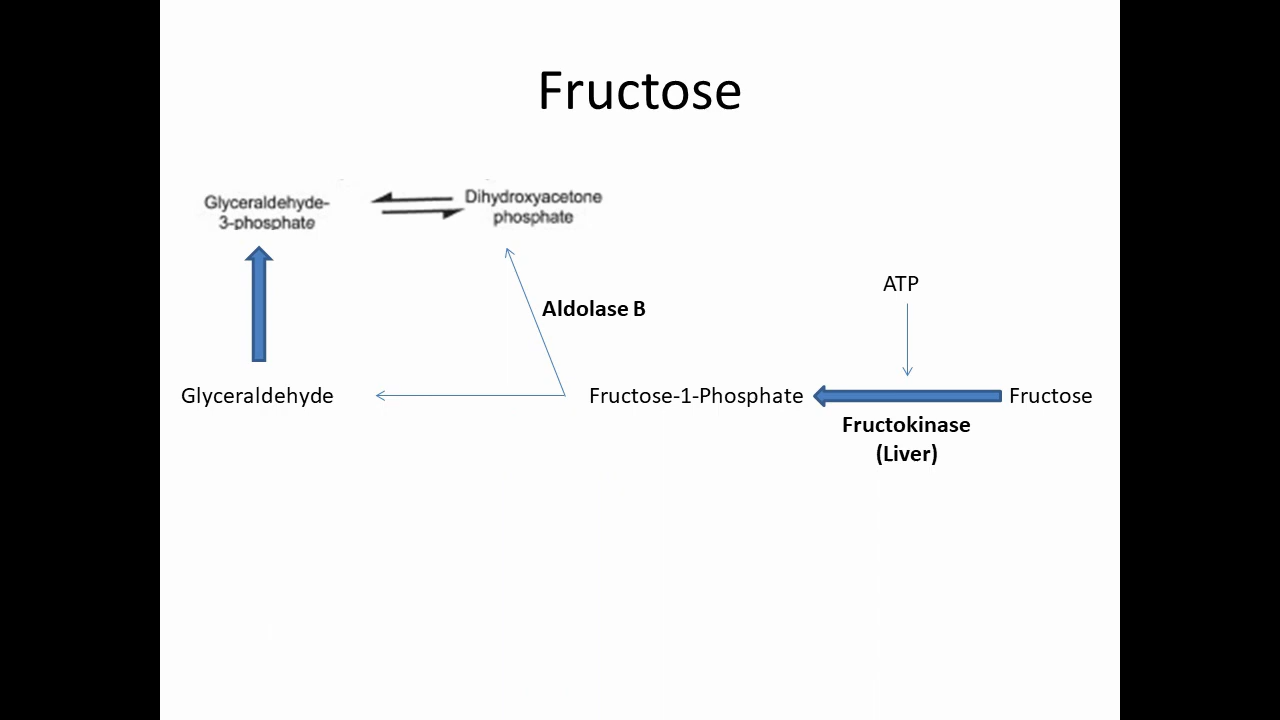 Fructose
Glyceraldehyde-
3-phosphate
Dihydroxyacetone
phosphate
ATP
Aldolase B
Glyceraldehyde
Fructose-1-Phosphate
Fructose
Fructokinase
(Liver)